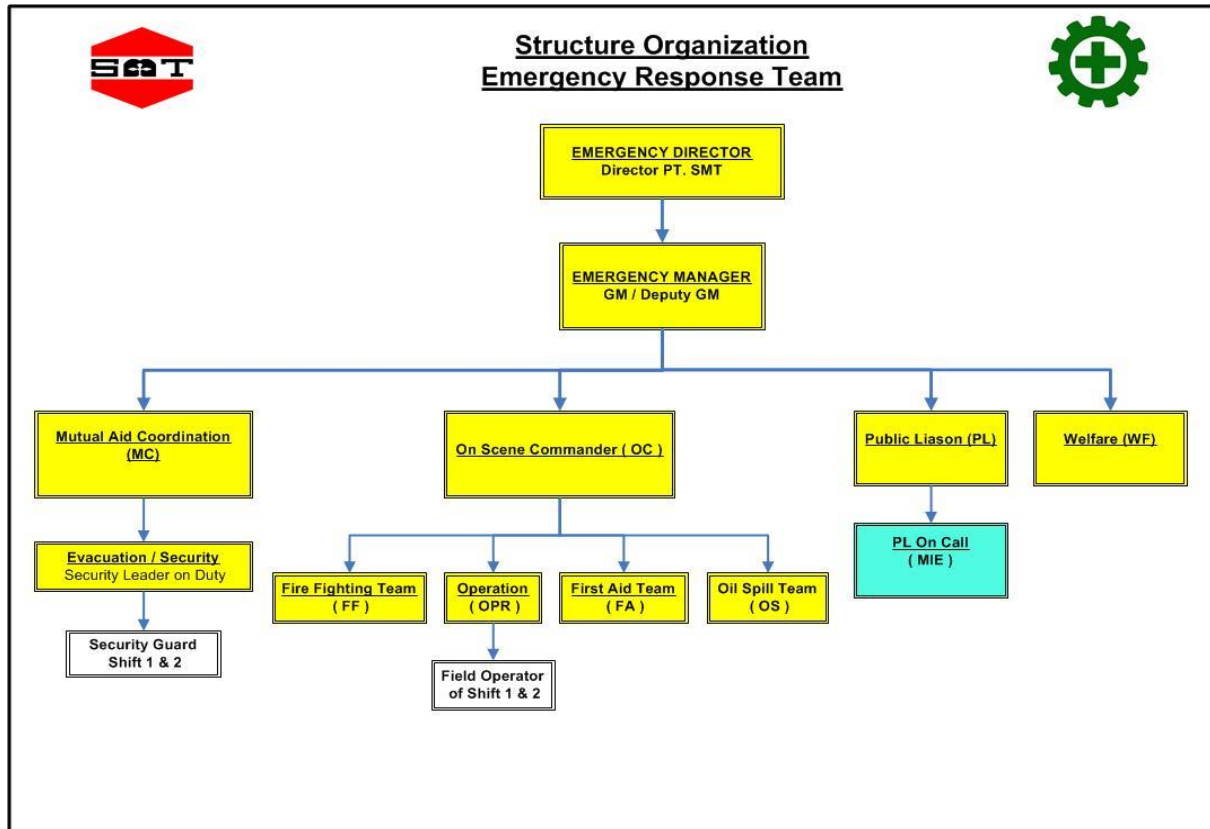 SMT
Structure Organization
Emergency Response Team
EMERGENCY DIRECTOR
Director PT. SMT
EMERGENCY MANAGER
GM / Deputy GM
Mutual Aid Coordination
(MC)
On Scene Commander ( OC )
Public Liason (PL)
Welfare (WF)
Evacuation / Security
Security Leader on Duty
PL On Call
( MIE )
Fire Fighting Team
( FF )
Operation
( OPR )
First Aid Team
( FA )
Oil Spill Team
( OS )
Security Guard
Shift 1 & 2
Field Operator
of Shift 1 & 2